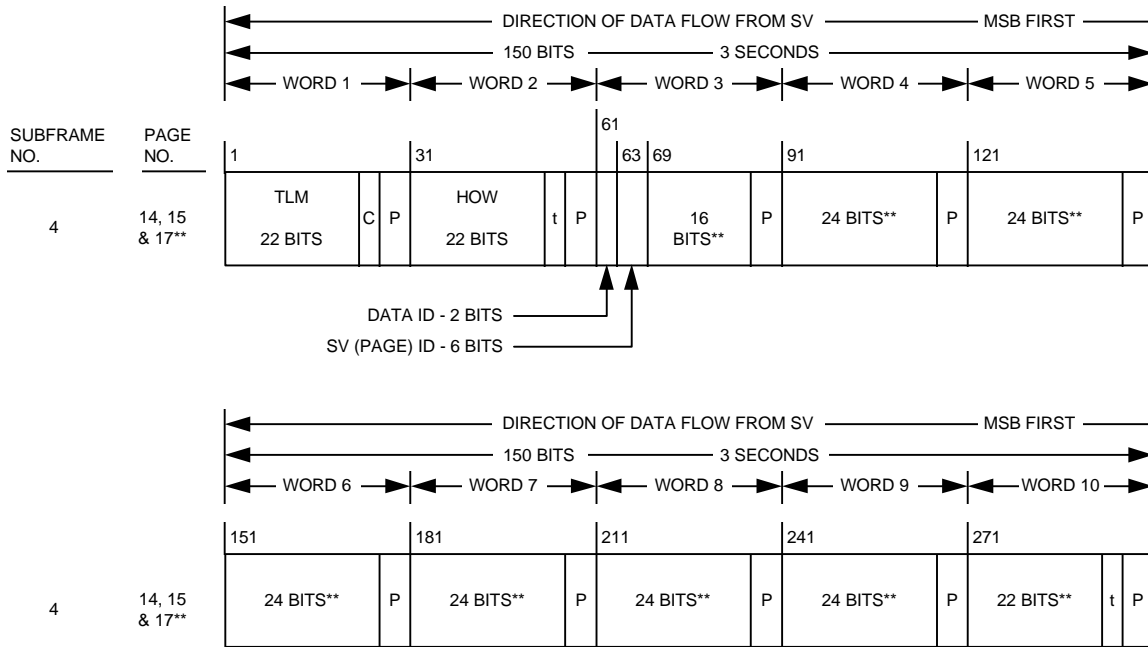 DIRECTION OF DATA FLOW FROM SV MSB FIRST
150 BITS 3 SECONDS
WORD 1 WORD 2 WORD 3 WORD 4 WORD 5
SUBFRAME NO.
PAGE NO.
1 31 61 63 69 91 121
4
14, 15 & 17**
TLM
22 BITS
C
P
HOW
22 BITS
t
P
16
BITS**
P
24 BITS**
P
24 BITS**
P
DATA ID - 2 BITS
SV (PAGE) ID - 6 BITS
DIRECTION OF DATA FLOW FROM SV MSB FIRST
150 BITS 3 SECONDS
WORD 6 WORD 7 WORD 8 WORD 9 WORD 10
151 181 211 241 271
4
14, 15
& 17**
24 BITS** P 24 BITS** P 24 BITS** P 24 BITS** P 22 BITS** t P